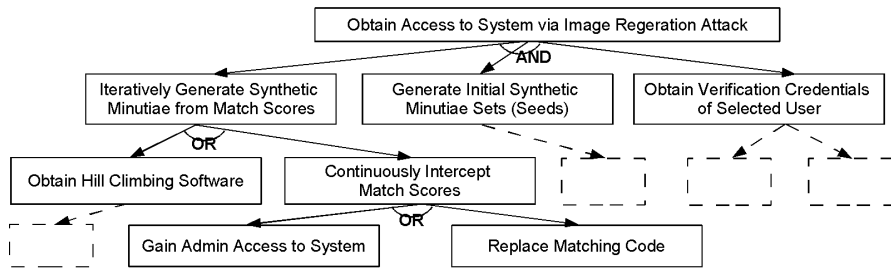 Obtain Access to System via Image Regeration Attack
AND
Iteratively Generate Synthetic
Minutiae from Match Scores
Generate Initial Synthetic
Minutiae Sets (Seeds)
Obtain Verification Credentials
of Selected User
OR
Obtain Hill Climbing Software
Continuously Intercept
Match Scores
OR
Gain Admin Access to System
Replace Matching Code